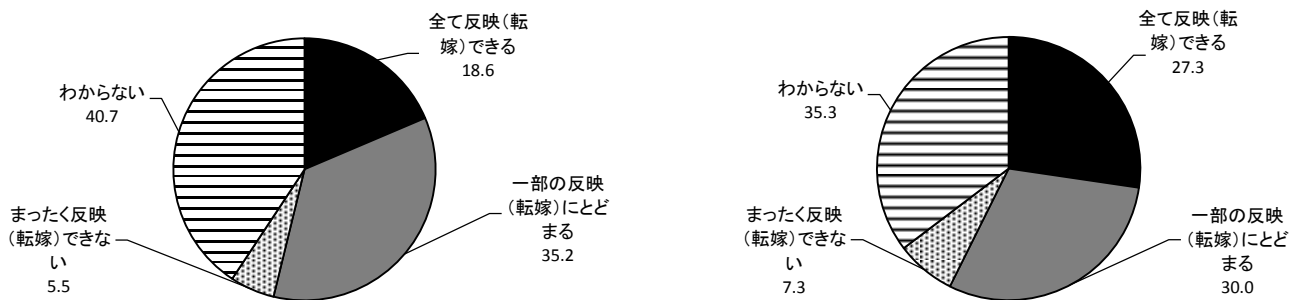 全て反映（転
嫁）できる
18.6
一部の反映
（転嫁）にとど
まる
35.2
まったく反映
（転嫁）できな
い
5.5
わからない
40.7
全て反映（転
嫁）できる
27.3
一部の反映
（転嫁）にとど
まる
30.0
まったく反映
（転嫁）できな
い
7.3
わからない
35.3